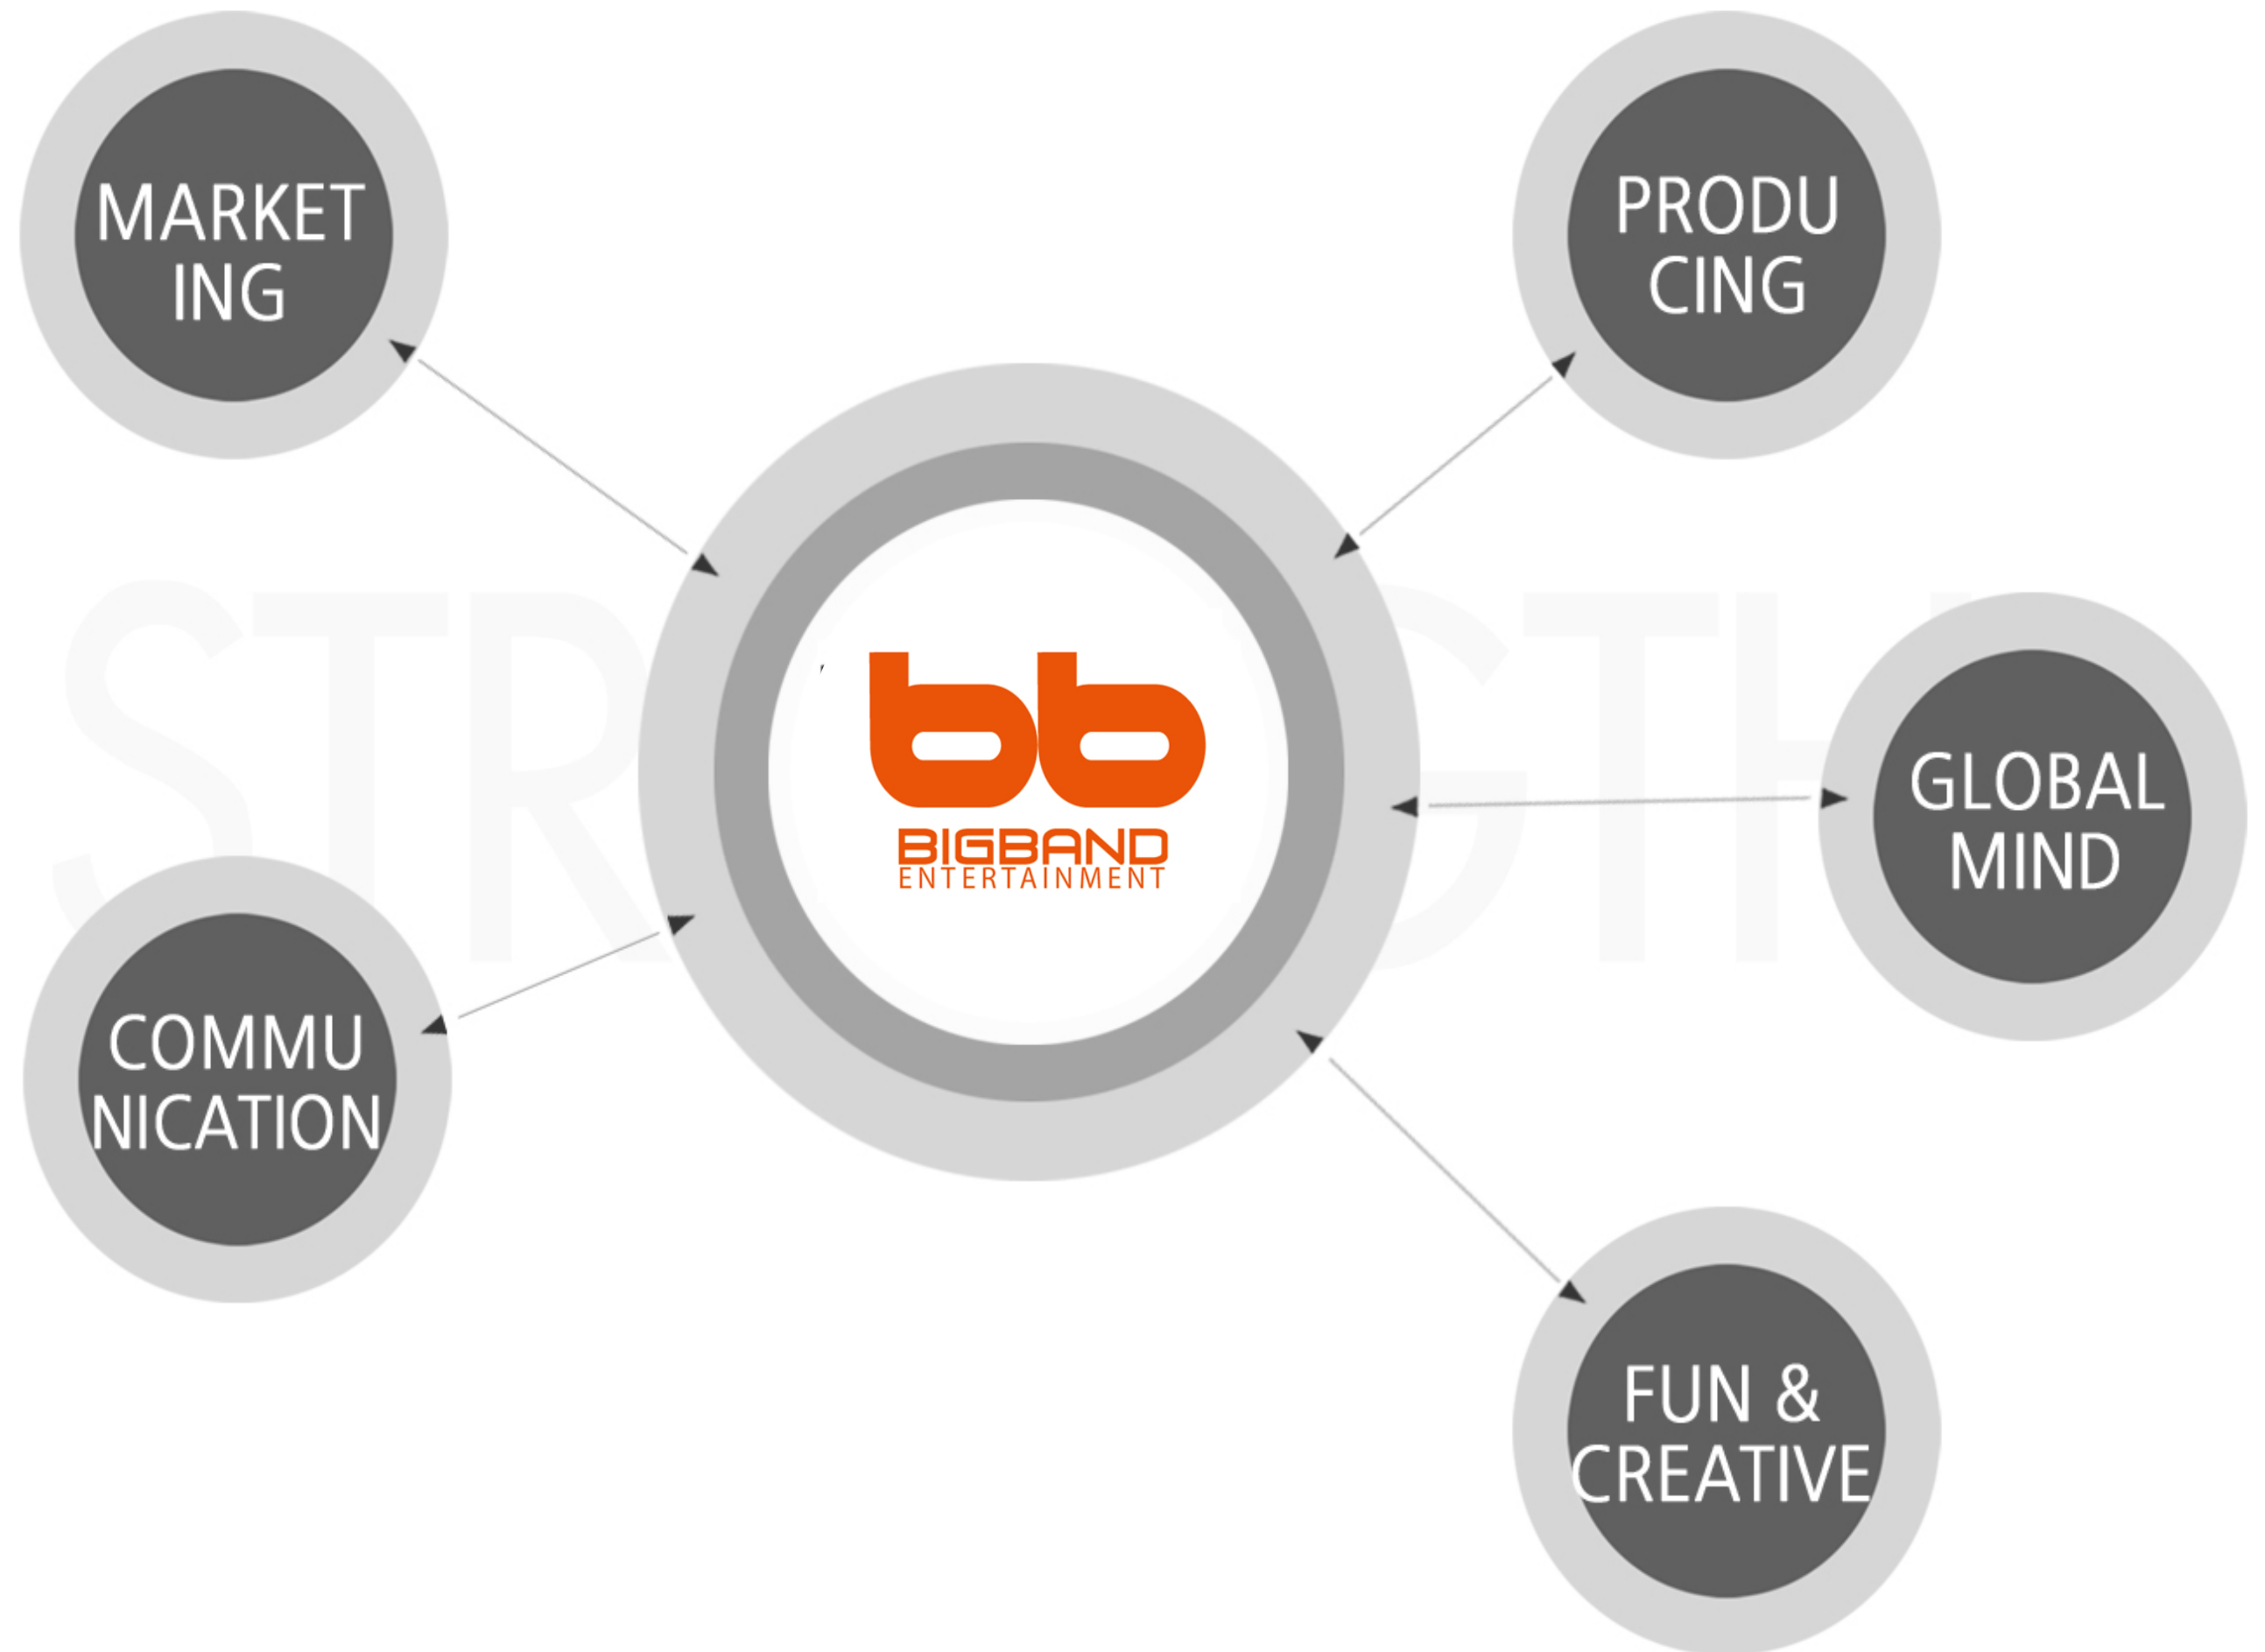 MARKET
ING
PRODU
CING
BIGBAND
ENTERTAINMENT
GLOBAL
MIND
COMMU
NICATION
FUN &
CREATIVE